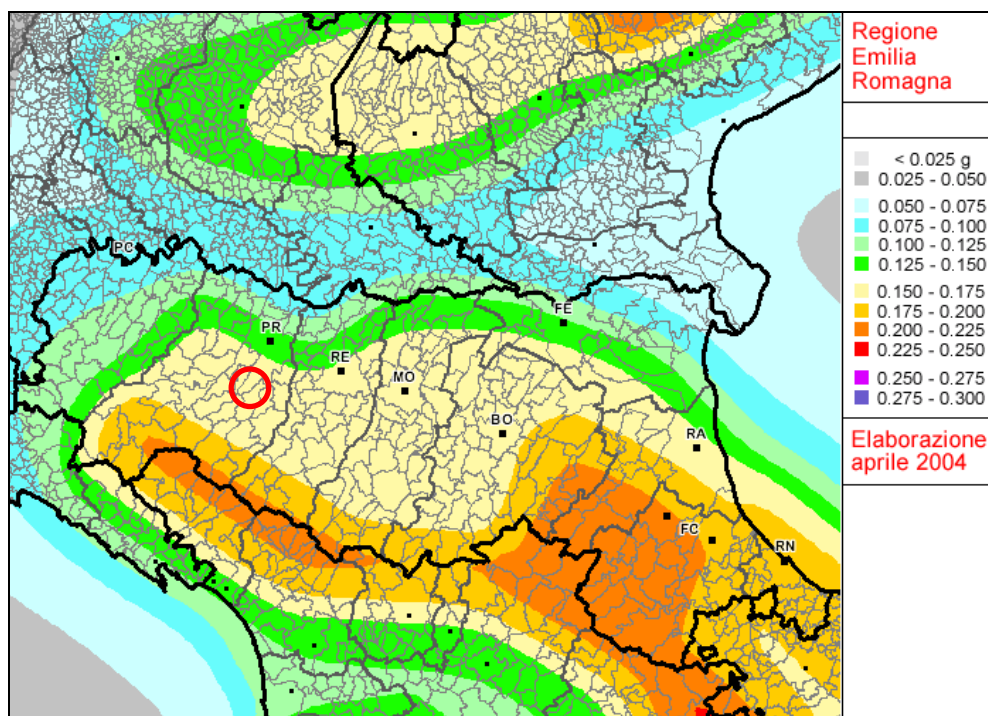 Regione
Emilia
Romagna
< 0.025 g
0.025 - 0.050
0.050 - 0.075
0.075 - 0.100
0.100 - 0.125
0.125 - 0.150
0.150 - 0.175
0.175 - 0.200
0.200 - 0.225
0.225 - 0.250
0.250 - 0.275
0.275 - 0.300
Elaborazione
aprile 2004
PC
PR
FE
RE
MO
BO
RA
FC
RN